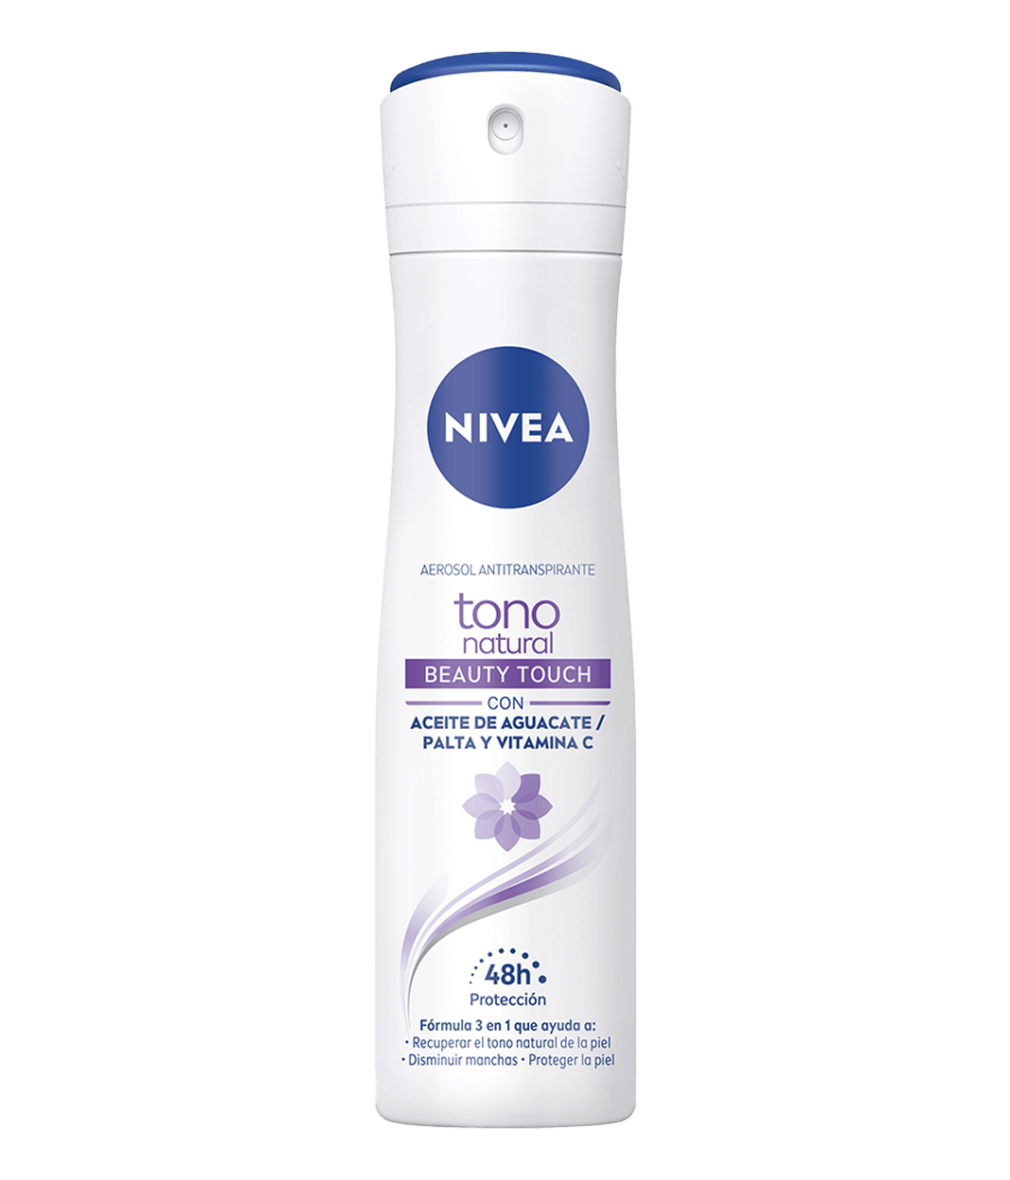 NIVEA
AEROSOL ANTITRANSPIRANTE
tono
natural
BEAUTY TOUCH
CON
ACEITE DE AGUACATE /
PALTA Y VITAMINA C
48h
Protección
Fórmula 3 en 1 que ayuda a:
• Recuperar el tono natural de la piel
• Disminuir manchas • Proteger la piel